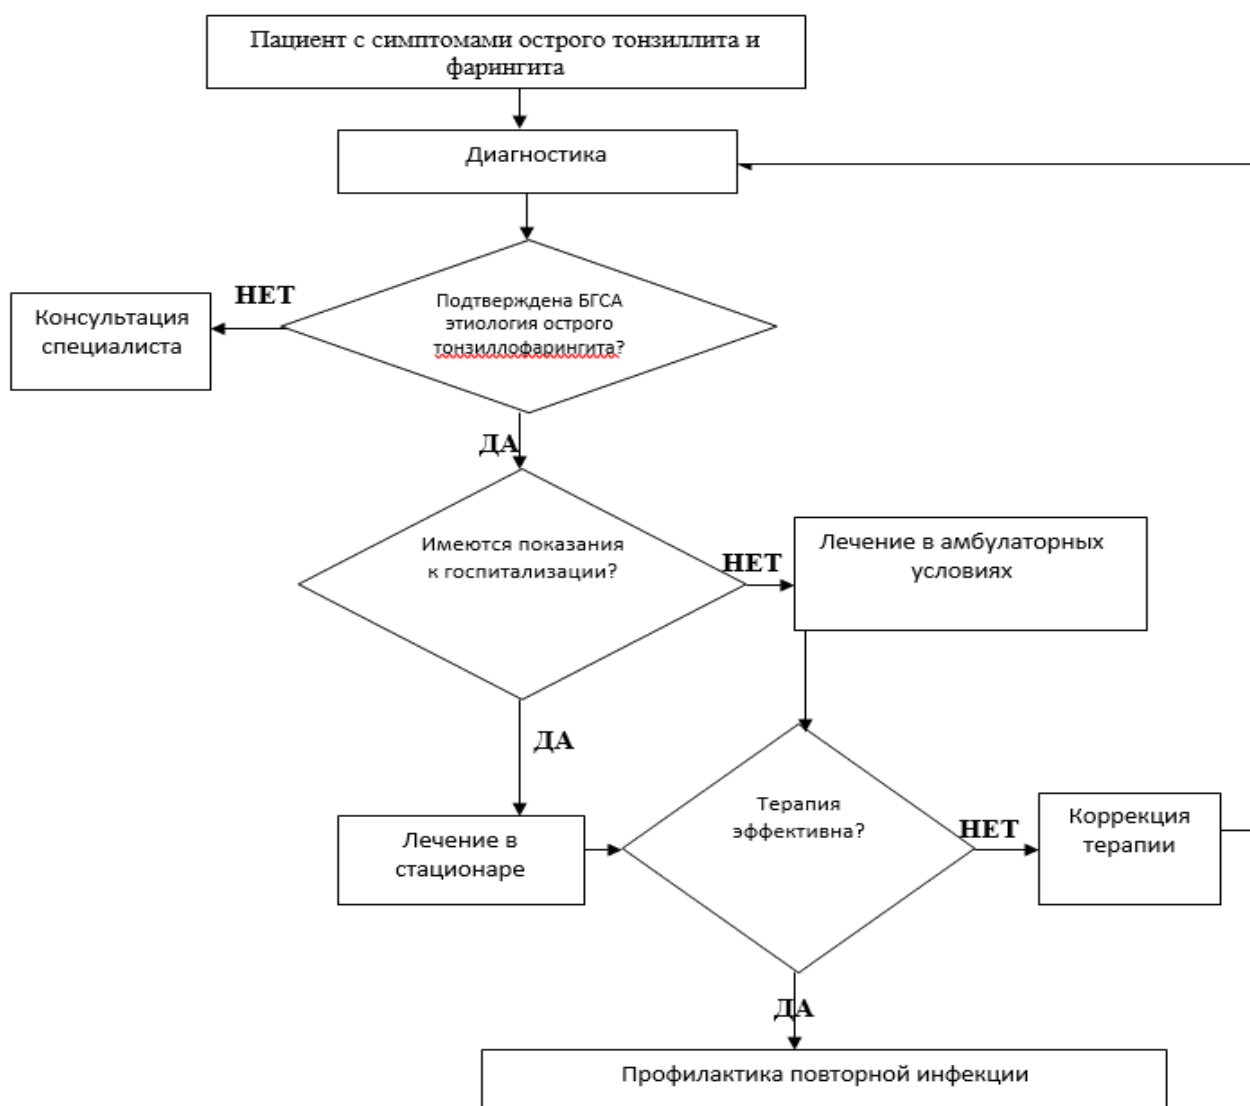 Пациент с симптомами острого тонзиллита и
фарингита
Диагностика
НЕТ
Подтверждена БГСА
этиология острого
тонзиллофарингита?
Консультация
специалиста
ДА
Имеются показания
к госпитализации?
НЕТ
Лечение в амбулаторных
условиях
ДА
Терапия
эффективна?
НЕТ
Коррекция
терапии
Лечение в
стационаре
ДА
Профилактика повторной инфекции